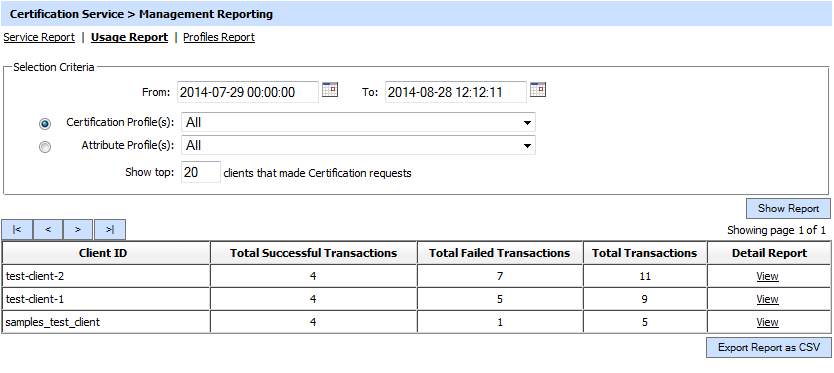 Certification Service > Management Reporting
Service Report | Usage Report | Profiles Report
Selection Criteria
From: 2014-07-29 00:00:00 To: 2014-08-28 12:12:11
Certification Profile(s): All
Attribute Profile(s): All
Show top: 20 clients that made Certification requests
Show Report
|< < > >| Showing page 1 of 1
Client ID Total Successful Transactions Total Failed Transactions Total Transactions Detail Report
test-client-2 4 7 11 View
test-client-1 4 5 9 View
samples_test_client 4 1 5 View
Export Report as CSV